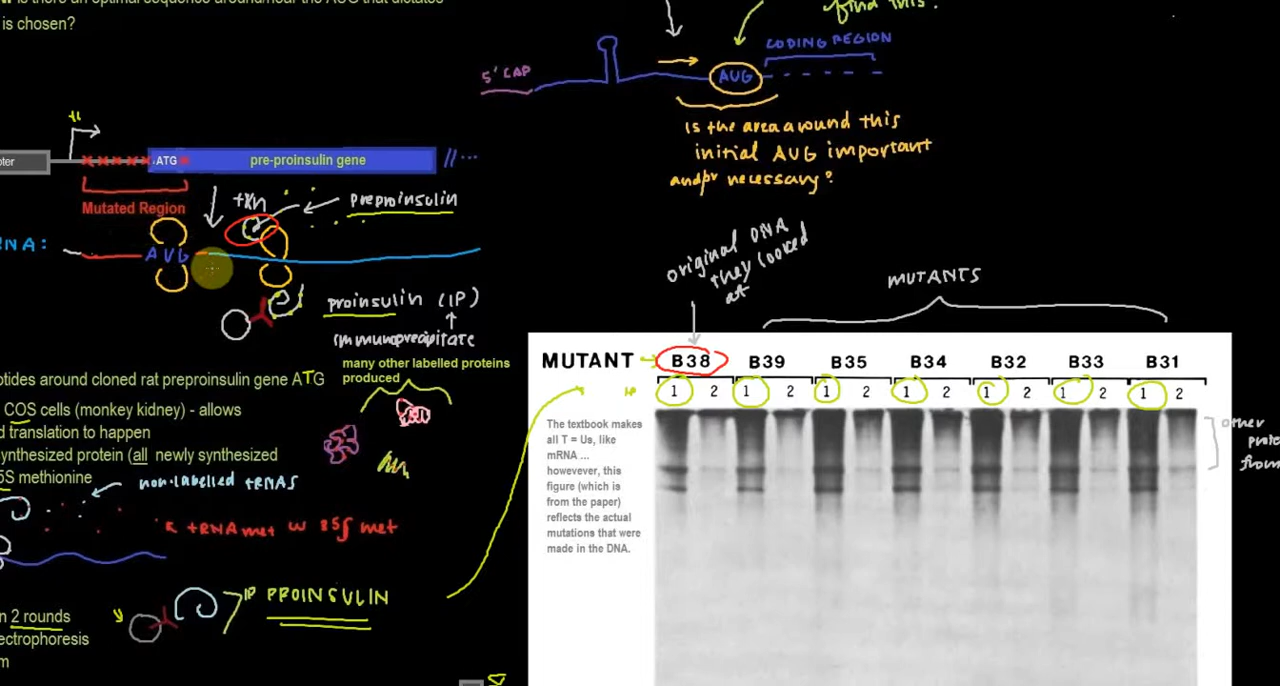 is there an optimal sequence around/near the AUG that dictates
is chosen?
find this.
5' CAP
AUG
CODING REGION
Is the area around this
initial AUG important
and/or necessary?
ATG
pre-proinsulin gene
Mutated Region
txn
preproinsulin
NA:
AUG
proinsulin (IP)
immunoprecipitate
many other labelled proteins
produced
otides around cloned rat preproinsulin gene ATG
COS cells (monkey kidney) - allows
d translation to happen
synthesized protein (all newly synthesized
5S methionine
non-labelled tRNAs
tRNAmet w 35S met
IP PROINSULIN
n 2 rounds
ectrophoresis
m
original DNA
they looked
at
MUTANTS
MUTANT B38 B39 B35 B34 B32 B33 B31
IP 1 2 1 2 1 2 1 2 1 2 1 2 1 2
The textbook makes
all T = Us, like
mRNA ...
howevever, this
figure (which is
from the paper)
reflects the actual
mutations that were
made in the DNA.
other
prote
from